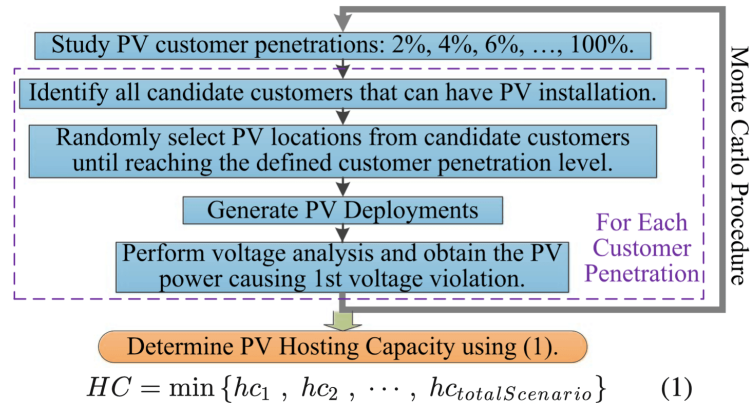 Study PV customer penetrations: 2%, 4%, 6%, …, 100%.
Identify all candidate customers that can have PV installation.
Randomly select PV locations from candidate customers
until reaching the defined customer penetration level.
Generate PV Deployments
Perform voltage analysis and obtain the PV
power causing 1st voltage violation.
For Each
Customer
Penetration
Monte Carlo Procedure
Determine PV Hosting Capacity using (1).
HC = min {hc₁ , hc₂ , ⋯ , hc_{totalScenario}} (1)